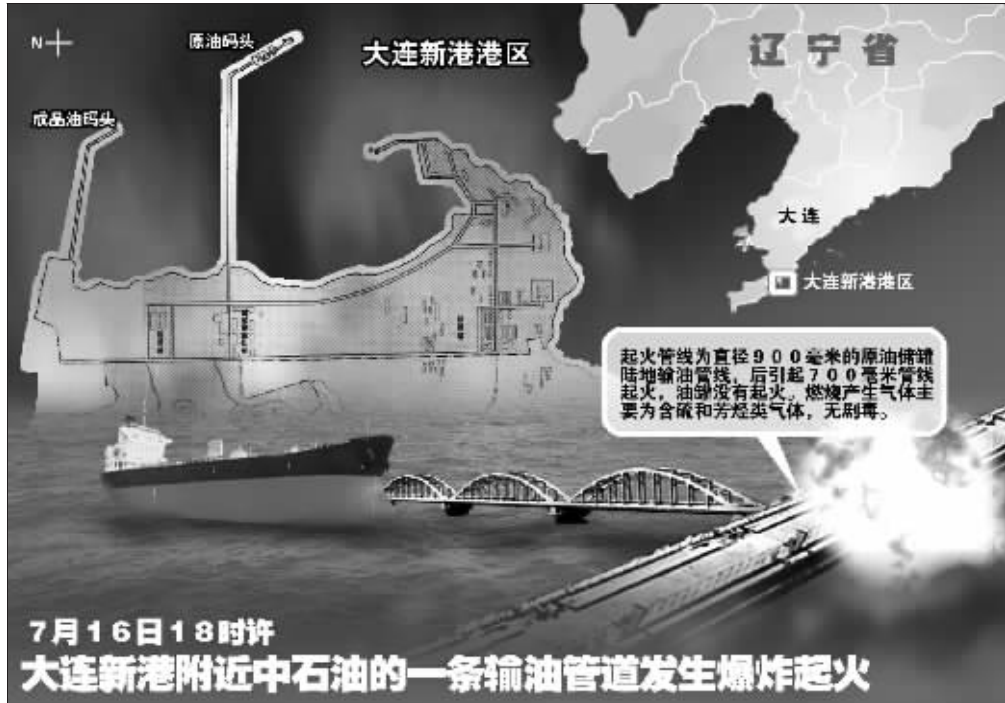 N
原油码头
大连新港港区
辽宁省
成品油码头
大连
大连新港港区
起火管线为直径900毫米的原油储罐
陆地输油管线，后引起700毫米管线
起火，油罐没有起火。燃烧产生气体主
要为含硫和芳烃类气体，无剧毒。
7月16日18时许
大连新港附近中石油的一条输油管道发生爆炸起火